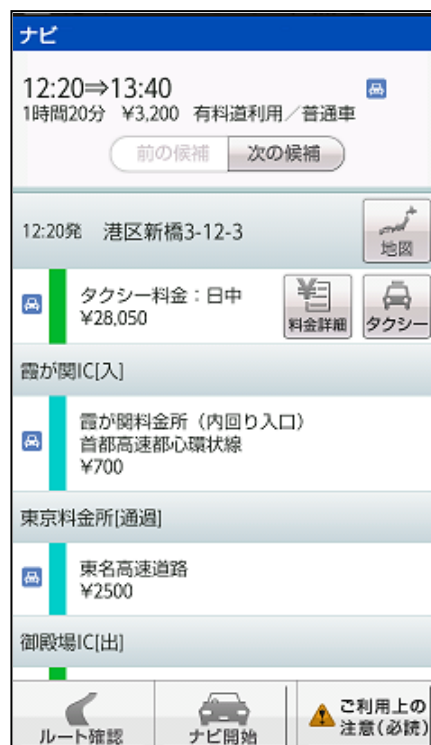 ナビ
12:20⇒13:40
1時間20分 ¥3,200 有料道利用／普通車
前の候補 次の候補
12:20発 港区新橋3-12-3
地図
タクシー料金：日中
¥28,050
料金詳細 タクシー
霞が関IC[入]
霞が関料金所（内回り入口）
首都高速都心環状線
¥700
東京料金所[通過]
東名高速道路
¥2500
御殿場IC[出]
ルート確認 ナビ開始
ご利用上の
注意(必読)